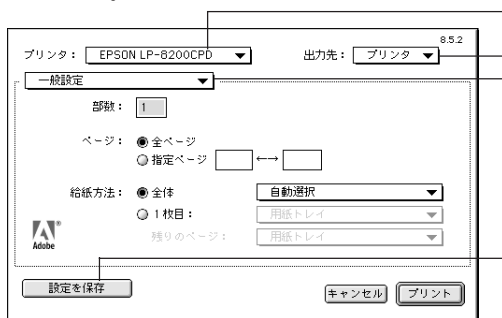 8.5.2
プリンタ： EPSON LP-8200CPD 出力先： プリンタ
一般設定
部数： 1
ページ： 全ページ
指定ページ ←→
給紙方法： 全体 自動選択
1枚目： 用紙トレイ
残りのページ： 用紙トレイ
Adobe
設定を保存 キャンセル プリント